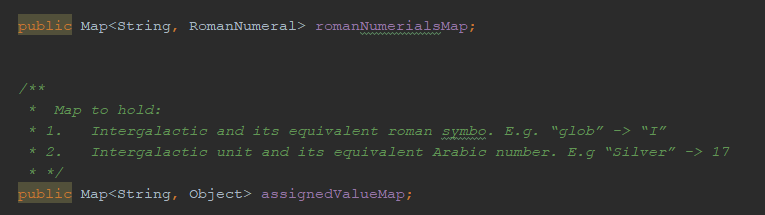 public Map<String, RomanNumeral> romanNumerialsMap;
/**
*  Map to hold:
* 1.   Intergalactic and its equivalent roman symbo. E.g. “glob” -> “I”
* 2.   Intergalactic unit and its equivalent Arabic number. E.g “Silver” -> 17
* */
public Map<String, Object> assignedValueMap;